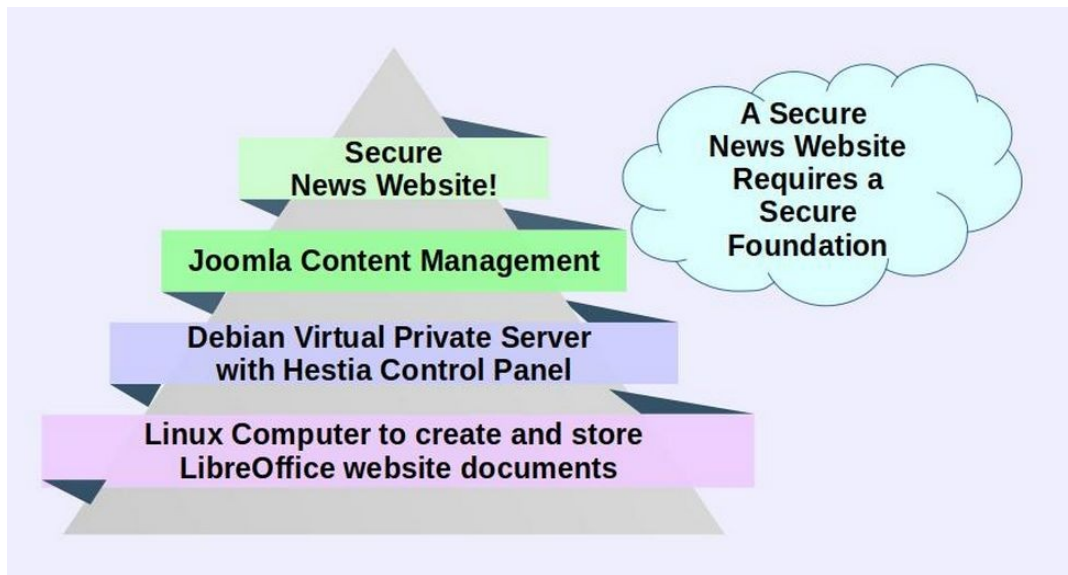 Secure
News Website!
Joomla Content Management
Debian Virtual Private Server
with Hestia Control Panel
Linux Computer to create and store
LibreOffice website documents
A Secure
News Website
Requires a
Secure
Foundation